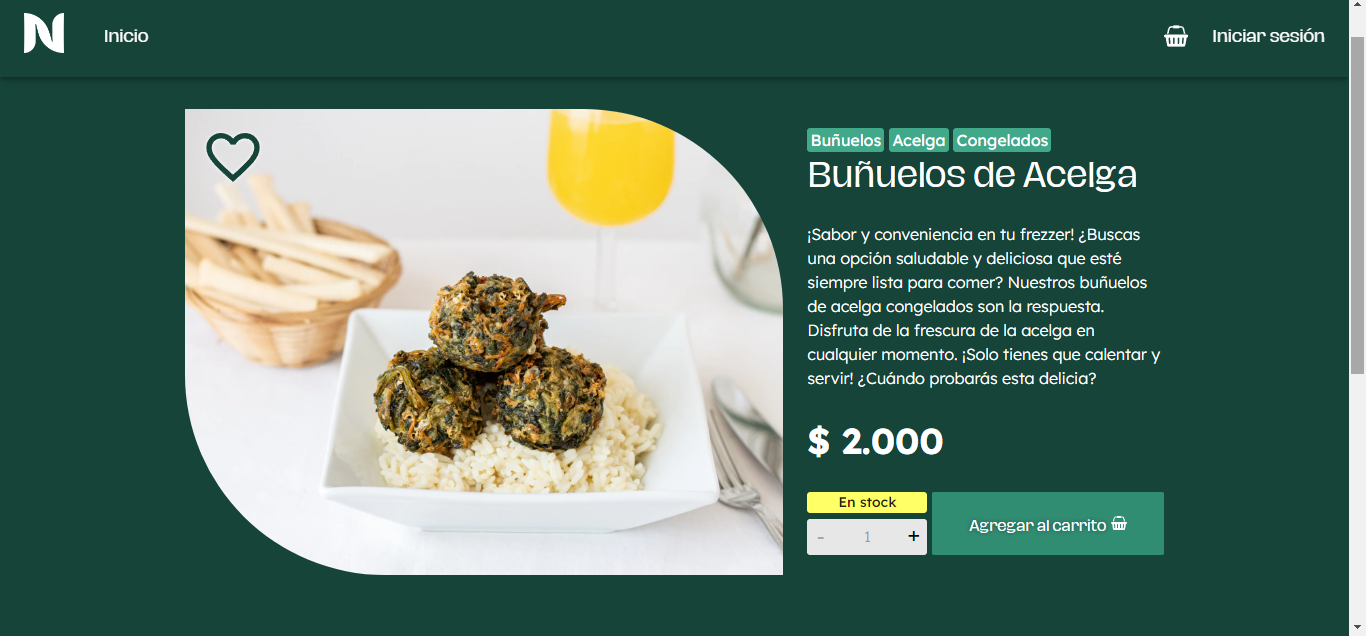 N
Inicio
Iniciar sesión
Buñuelos Acelga Congelados
Buñuelos de Acelga
¡Sabor y conveniencia en tu frezzer! ¿Buscas
una opción saludable y deliciosa que esté
siempre lista para comer? Nuestros buñuelos
de acelga congelados son la respuesta.
Disfruta de la frescura de la acelga en
cualquier momento. ¡Solo tienes que calentar y
servir! ¿Cuándo probarás esta delicia?
$ 2.000
En stock
- 1 +
Agregar al carrito